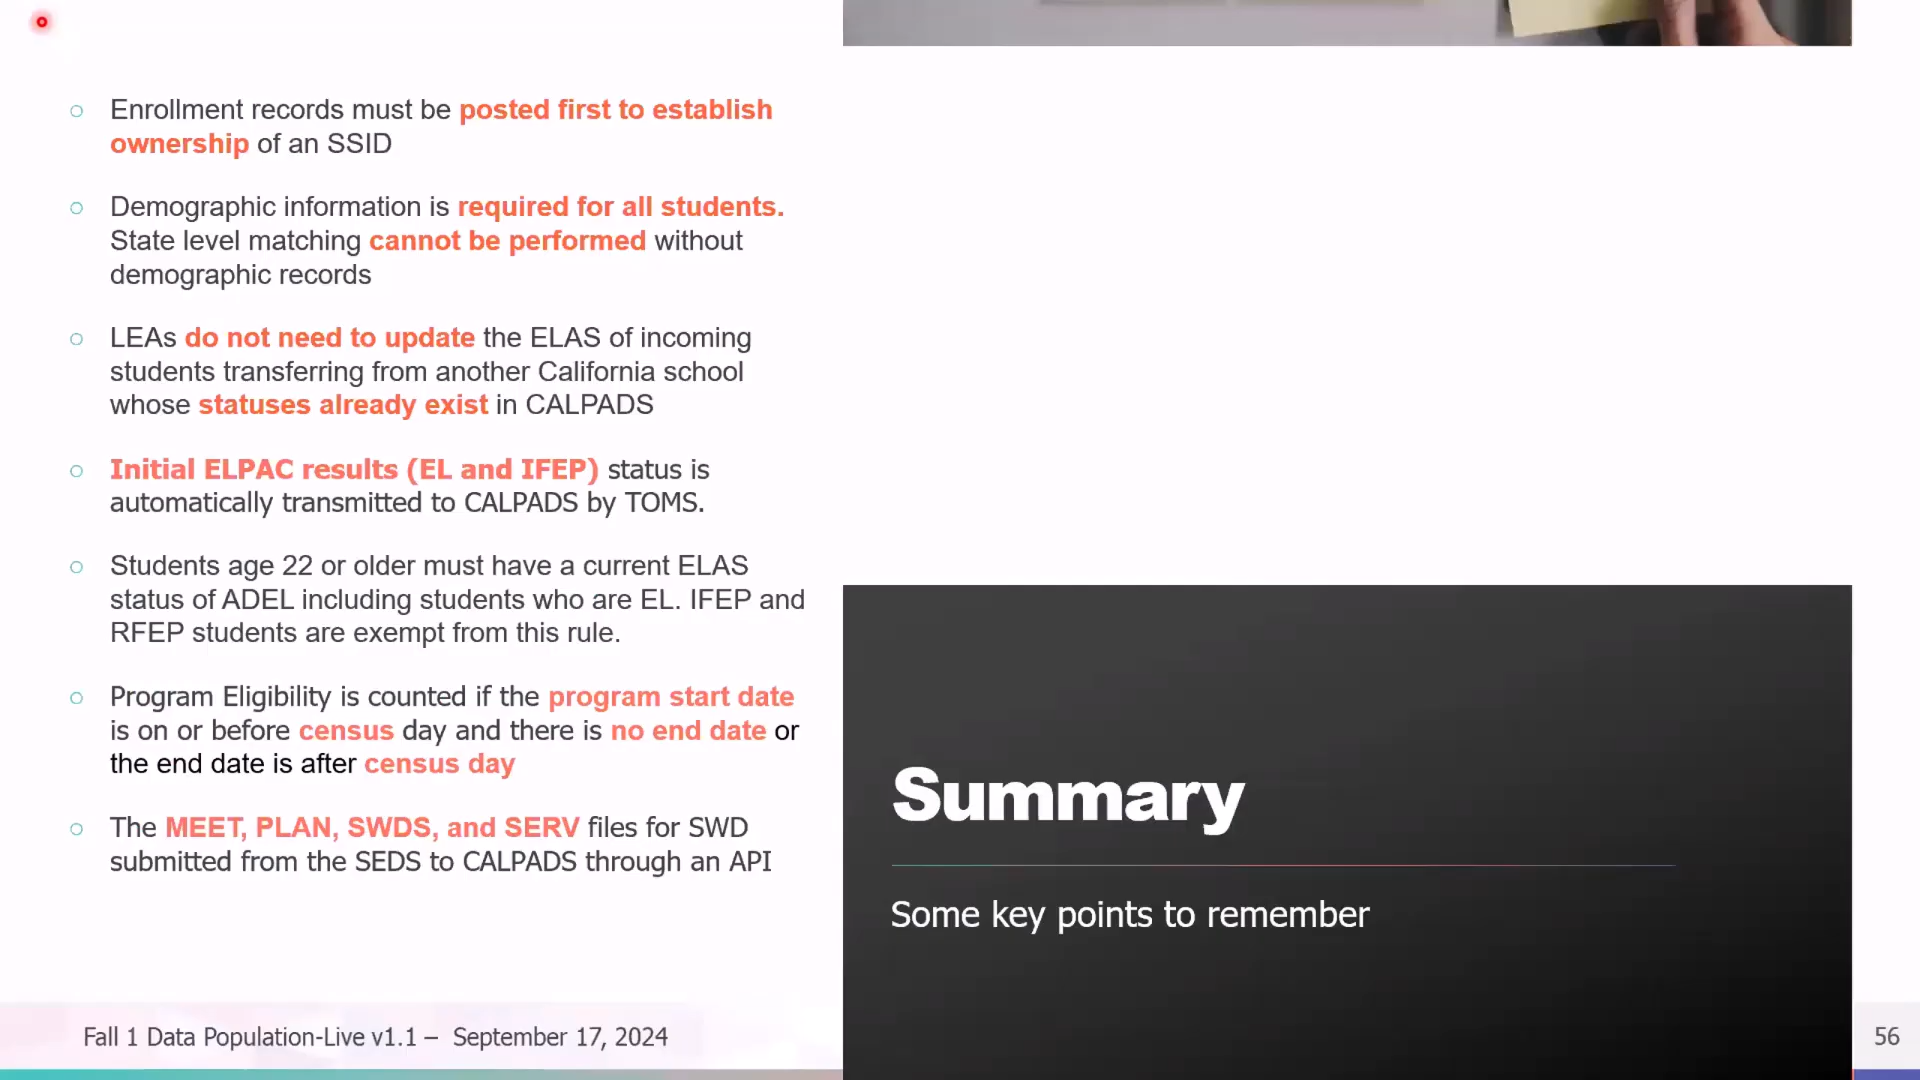 Enrollment records must be posted first to establish
ownership of an SSID
Demographic information is required for all students.
State level matching cannot be performed without
demographic records
LEAs do not need to update the ELAS of incoming
students transferring from another California school
whose statuses already exist in CALPADS
Initial ELPAC results (EL and IFEP) status is
automatically transmitted to CALPADS by TOMS.
Students age 22 or older must have a current ELAS
status of ADEL including students who are EL. IFEP and
RFEP students are exempt from this rule.
Program Eligibility is counted if the program start date
is on or before census day and there is no end date or
the end date is after census day
The MEET, PLAN, SWDS, and SERV files for SWD
submitted from the SEDS to CALPADS through an API
Summary
Some key points to remember
Fall 1 Data Population-Live v1.1 – September 17, 2024
56